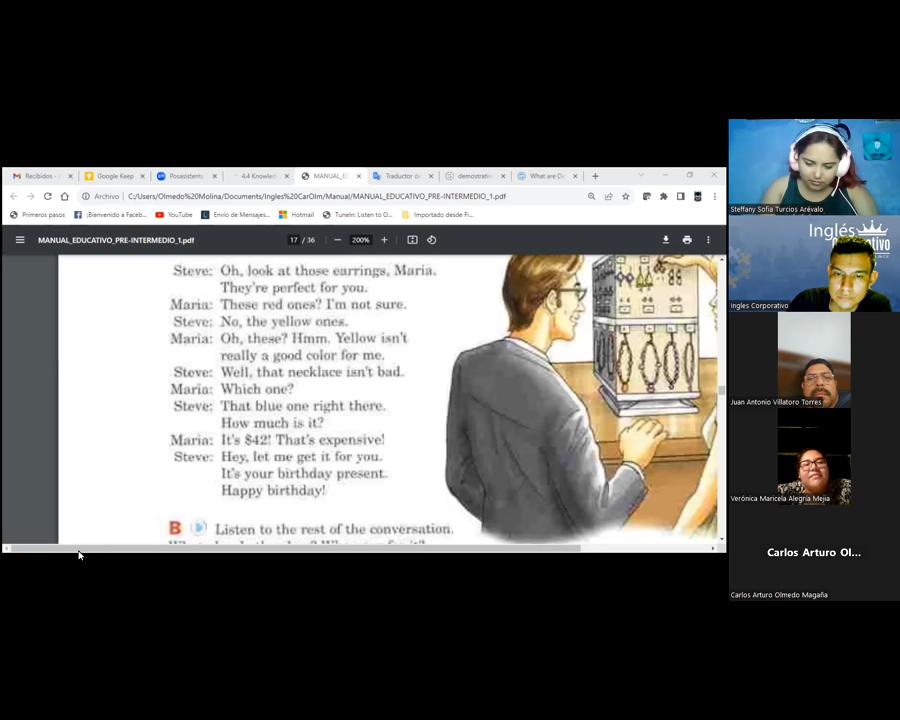 Recibidos -
Google Keep
Posasistente
4.4 Knowled
MANUAL_E
Traductor d
demostrativ
What are De
Archivo
C:/Users/Olmedo%20Molina/Documents/Ingles%20CarOlm/Manual/MANUAL_EDUCATIVO_PRE-INTERMEDIO_1.pdf
Primeros pasos
¡Bienvenido a Faceb...
YouTube
Envío de Mensajes...
Hotmail
TuneIn: Listen to O...
Importado desde Fi...
MANUAL_EDUCATIVO_PRE-INTERMEDIO_1.pdf
17 / 36
200%
Steve: Oh, look at those earrings, Maria.
They're perfect for you.
Maria: These red ones? I'm not sure.
Steve: No, the yellow ones.
Maria: Oh, these? Hmm. Yellow isn't
really a good color for me.
Steve: Well, that necklace isn't bad.
Maria: Which one?
Steve: That blue one right there.
How much is it?
Maria: It's $42! That's expensive!
Steve: Hey, let me get it for you.
It's your birthday present.
Happy birthday!
B Listen to the rest of the conversation.
Steffany Sofia Turcios Arévalo
Inglés
Ingles Corporativo
Juan Antonio Villatoro Torres
Verónica Maricela Alegría Mejía
Carlos Arturo Ol...
Carlos Arturo Olmedo Magaña